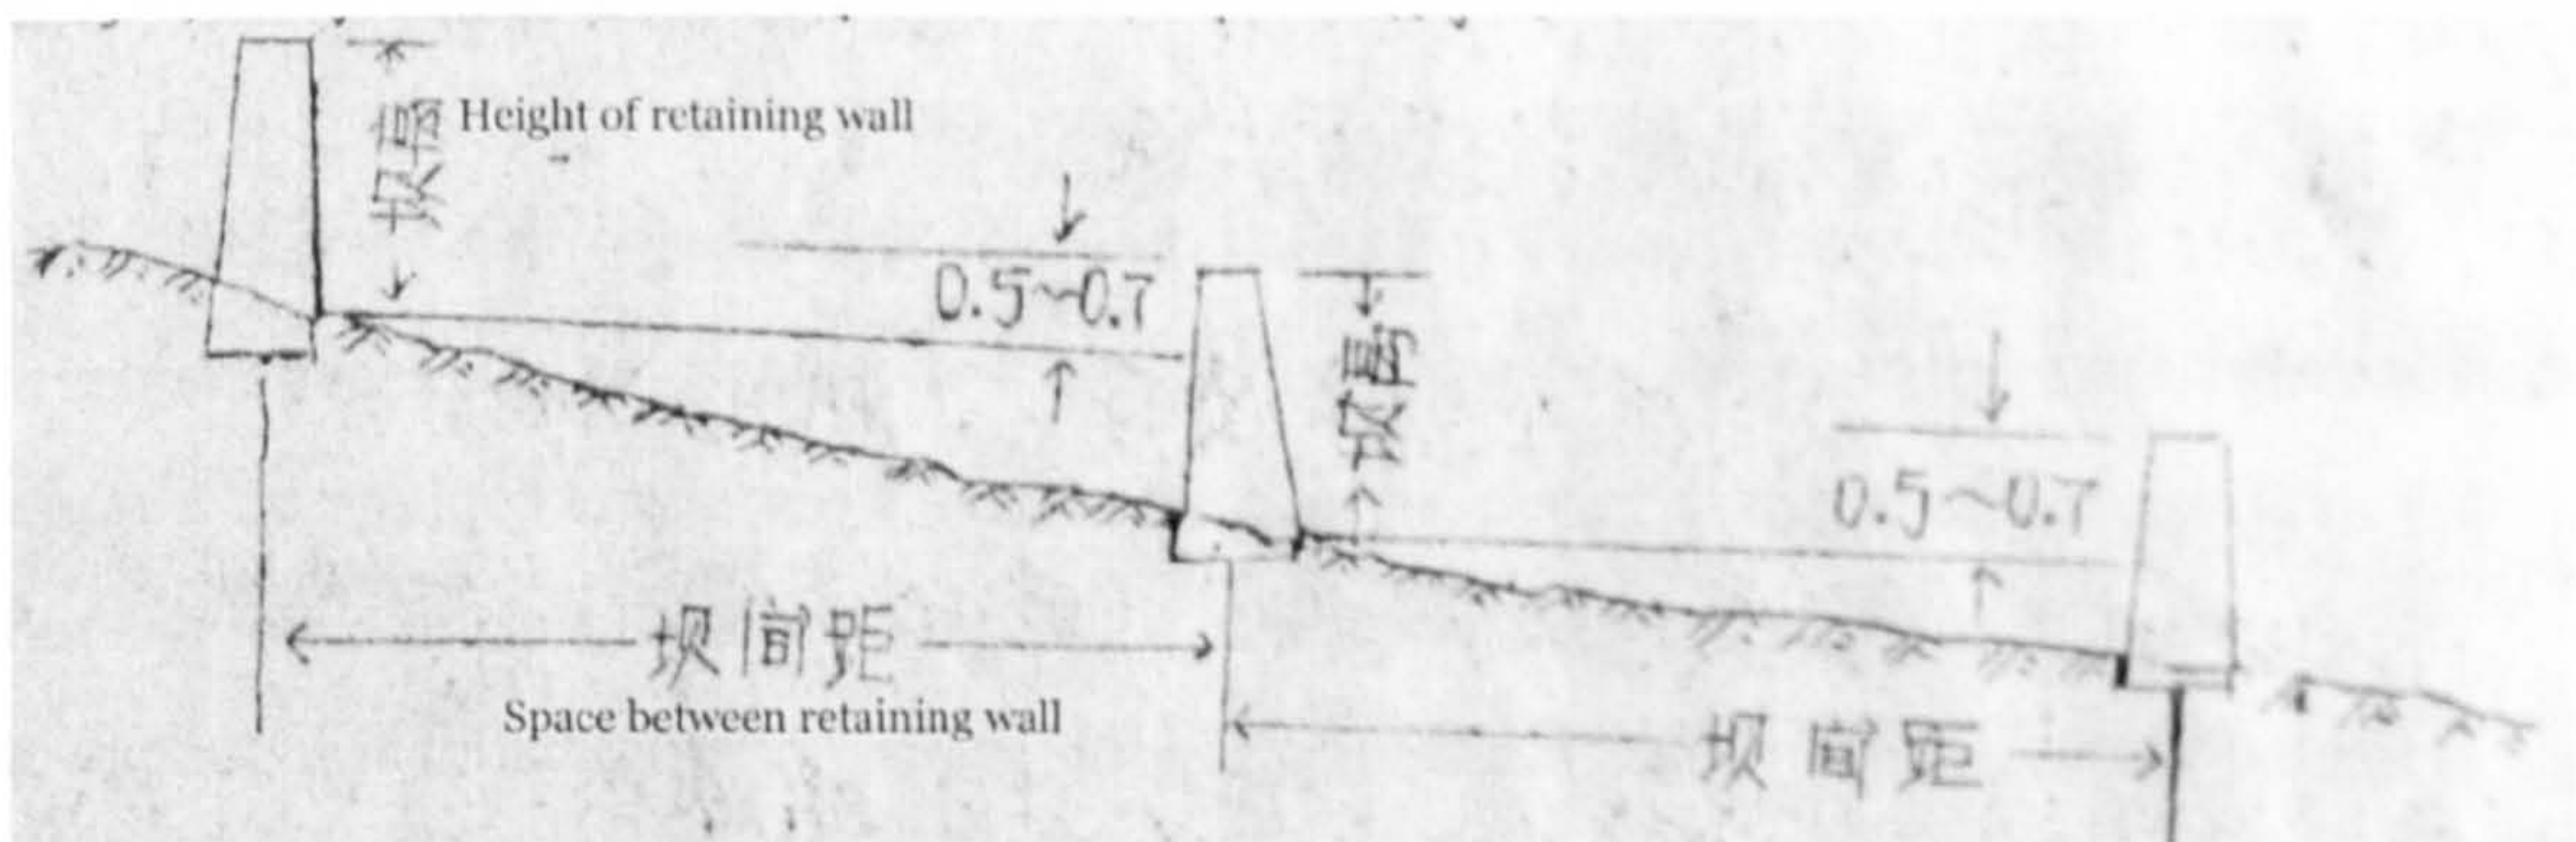 坝高
Height of retaining wall
0.5~0.7
坝高
0.5~0.7
坝间距
Space between retaining wall
坝间距